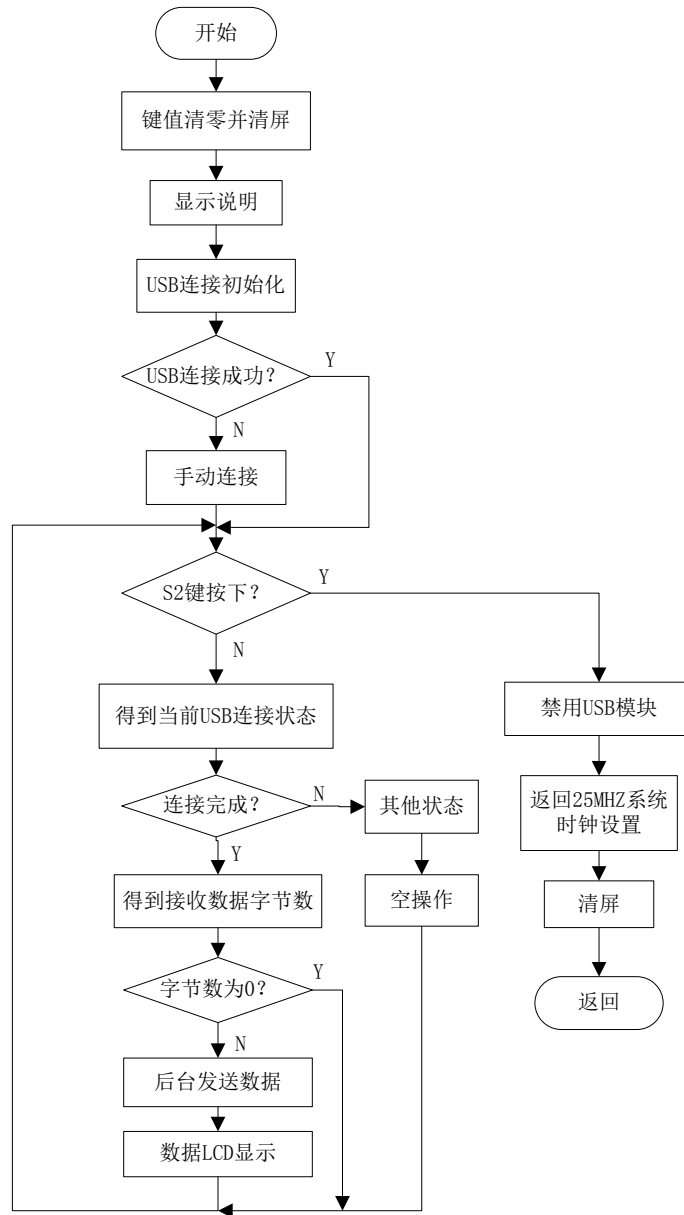 开始
键值清零并清屏
显示说明
USB连接初始化
USB连接成功?
Y
N
手动连接
S2键按下?
Y
N
得到当前USB连接状态
禁用USB模块
连接完成?
N
其他状态
返回25MHZ系统
时钟设置
Y
得到接收数据字节数
空操作
清屏
字节数为0?
Y
返回
N
后台发送数据
数据LCD显示